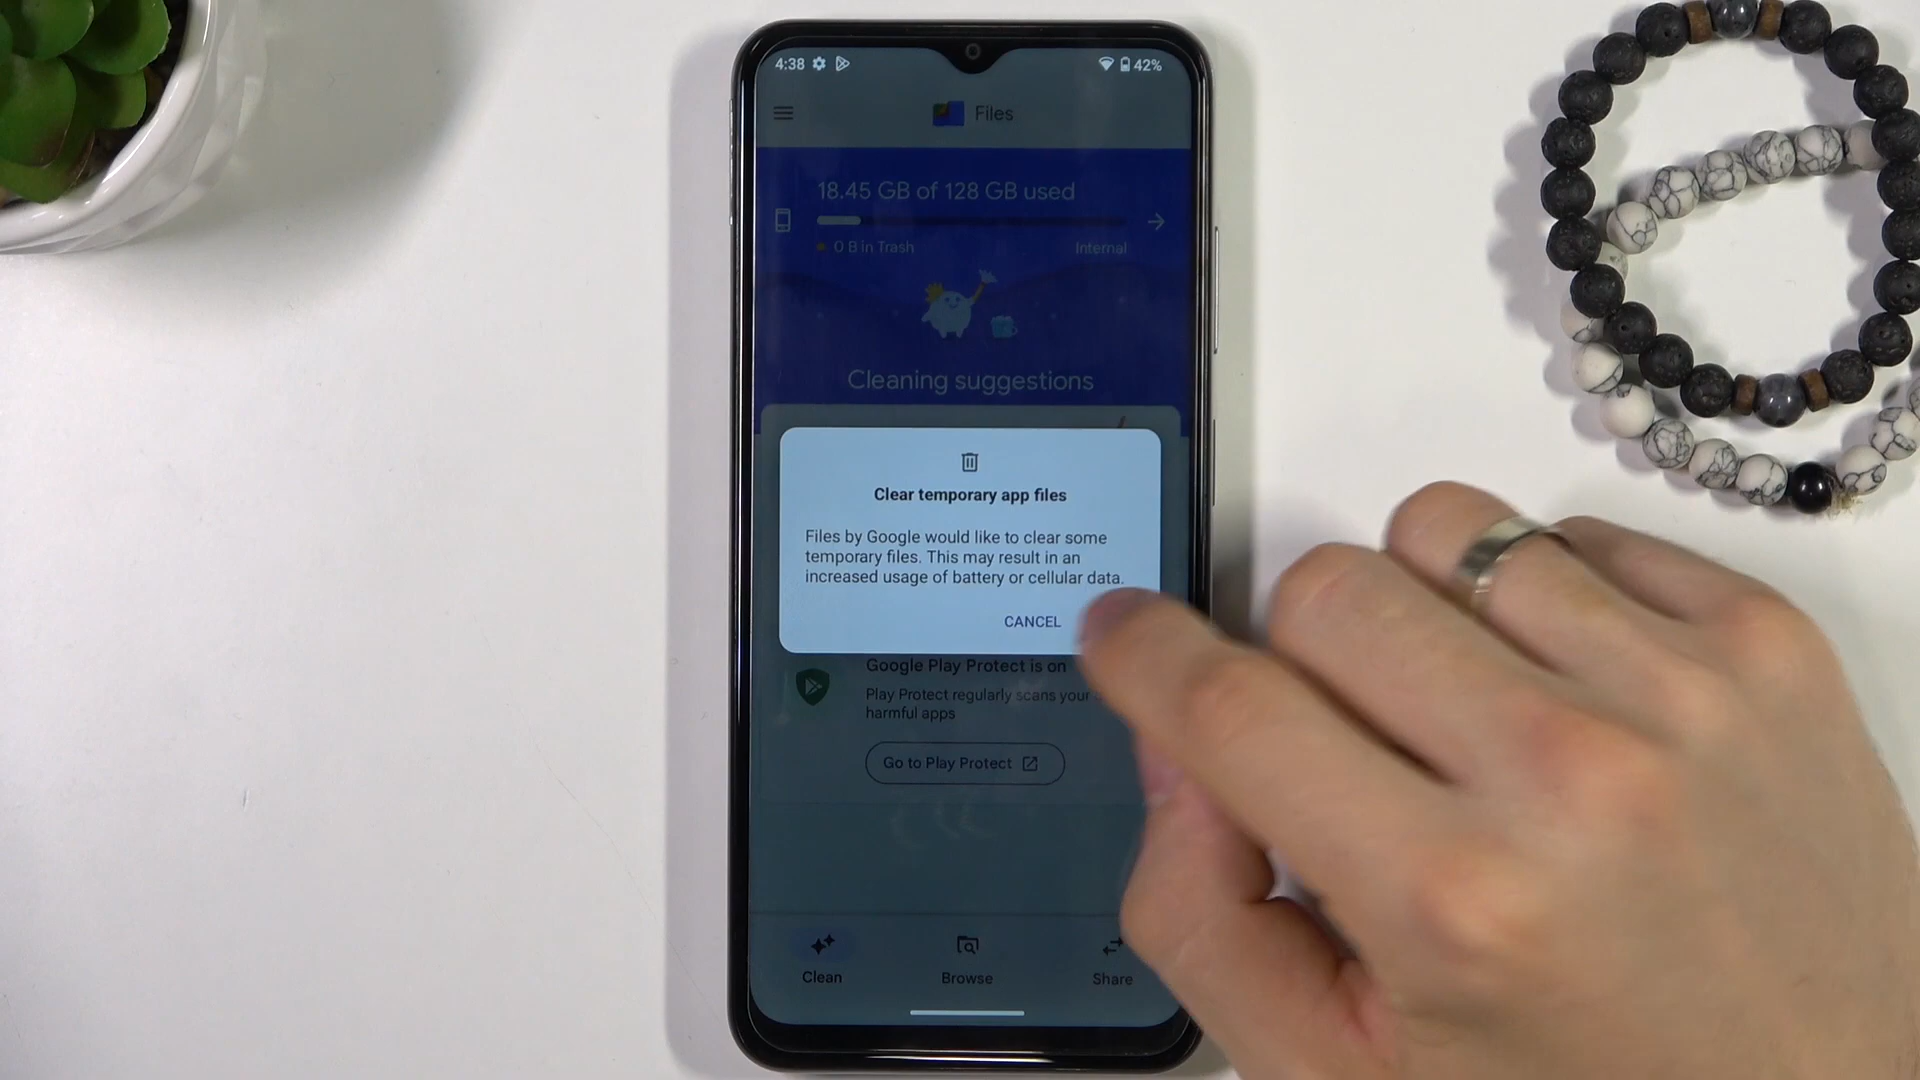 4:38
42%
Files
18.45 GB of 128 GB used
0 B in Trash
Internal
Cleaning suggestions
Clear temporary app files
Files by Google would like to clear some
temporary files. This may result in an
increased usage of battery or cellular data.
CANCEL
Google Play Protect is on
Play Protect regularly scans your
harmful apps
Go to Play Protect
Clean
Browse
Share